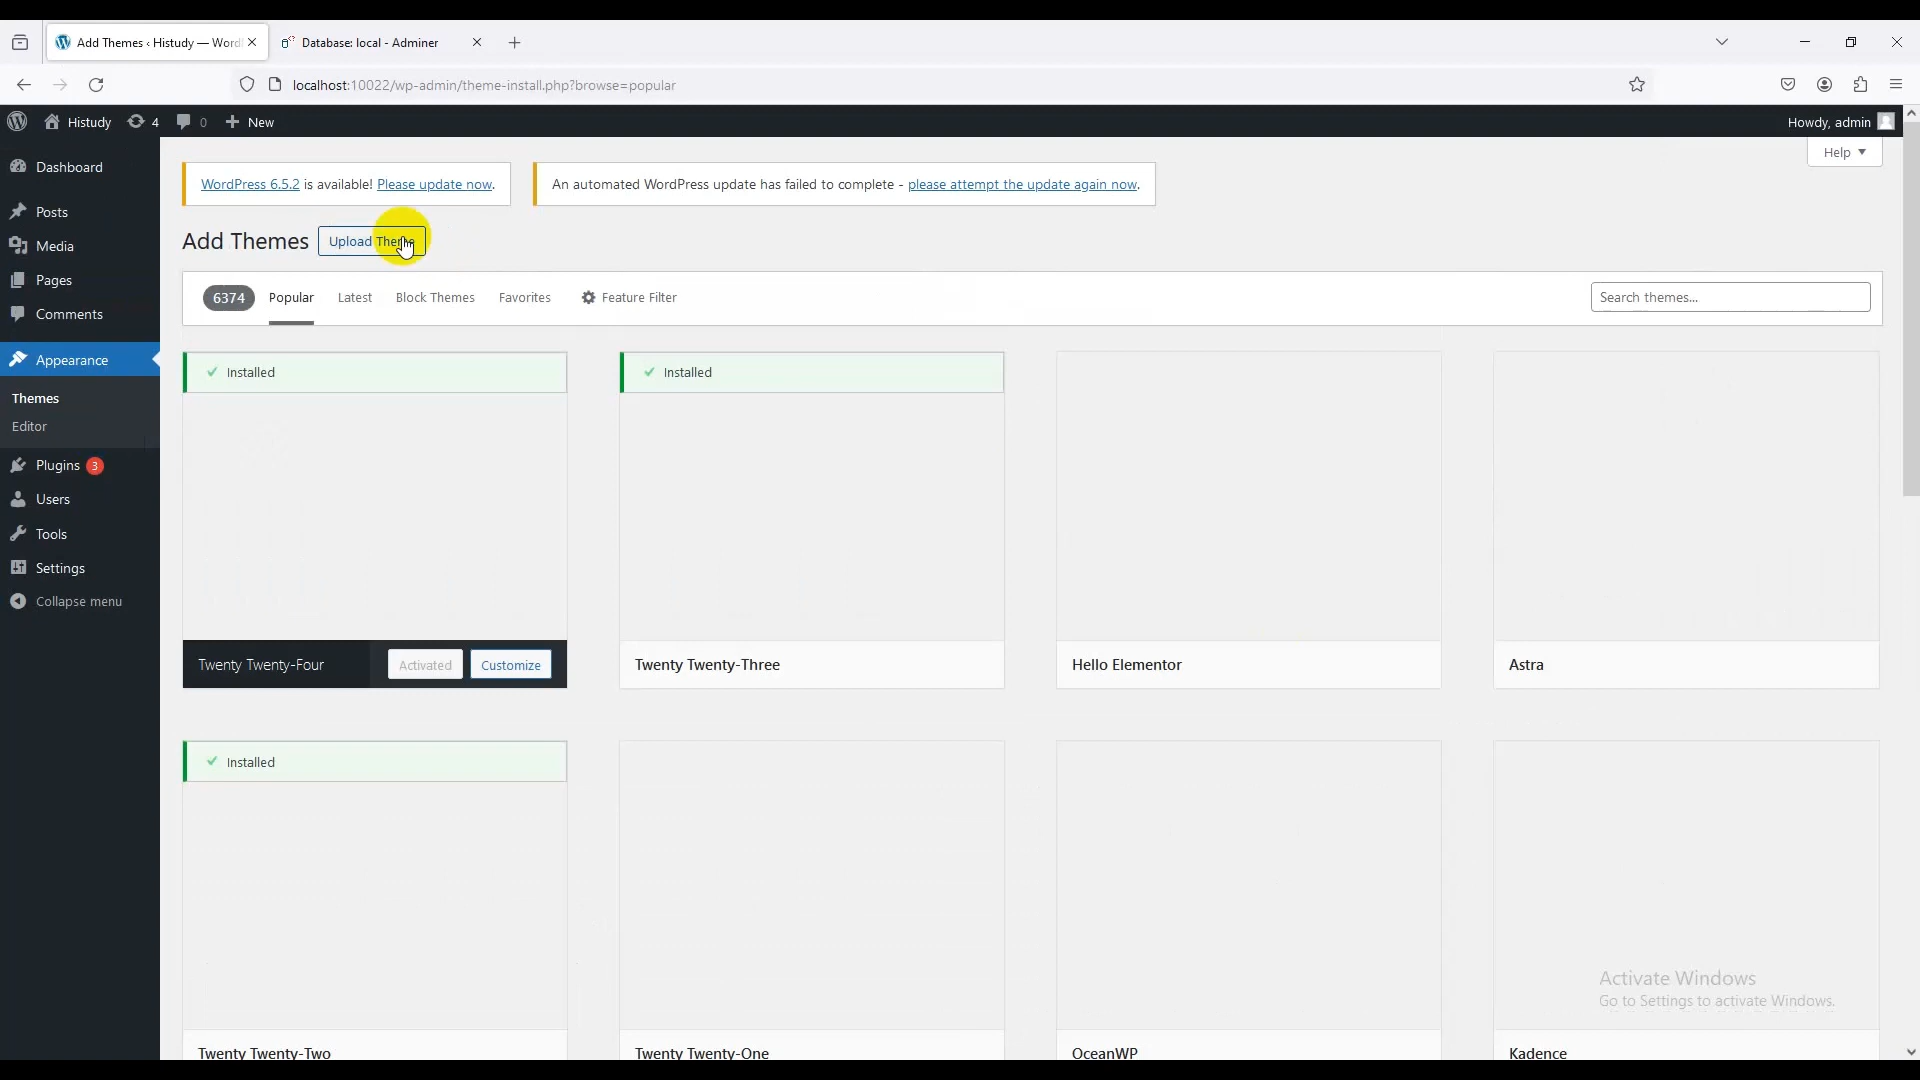 Add Themes ‹ Histudy — Word
Database: local - Adminer
localhost:10022/wp-admin/theme-install.php?browse=popular
Histudy 4 0 New
Howdy, admin
Dashboard
Posts
Media
Pages
Comments
Appearance
Themes
Editor
Plugins 3
Users
Tools
Settings
Collapse menu
Help
WordPress 6.5.2 is available! Please update now.
An automated WordPress update has failed to complete - please attempt the update again now.
Add Themes Upload Theme
6374 Popular Latest Block Themes Favorites Feature Filter
Search themes...
Installed
Installed
Twenty Twenty-Four Activated Customize
Twenty Twenty-Three
Hello Elementor
Astra
Installed
Activate Windows
Go to Settings to activate Windows.
Twenty Twenty-Two
Twenty Twenty-One
OceanWP
Kadence